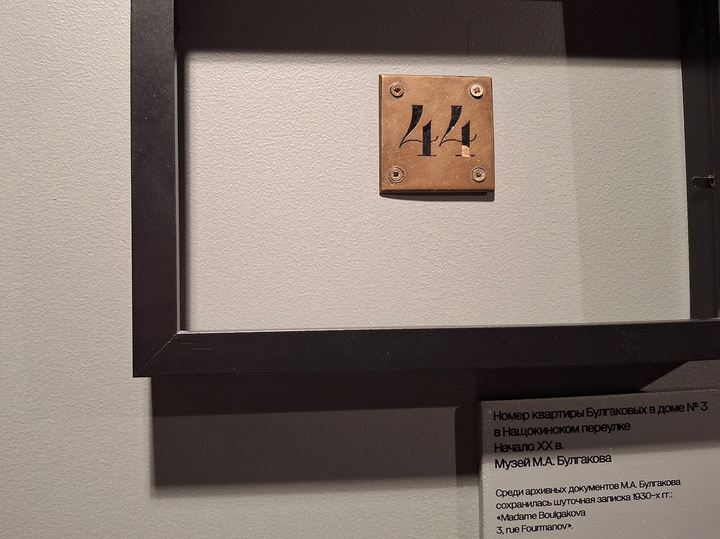 44
Номер квартиры Булгаковых в доме № 3
в Нащокинском переулке
Начало XX в.
Музей М.А. Булгакова
Среди архивных документов М.А. Булгакова
сохранилась шуточная записка 1930-х гг.:
«Madame Boulgakova
3, rue Fourmanov».